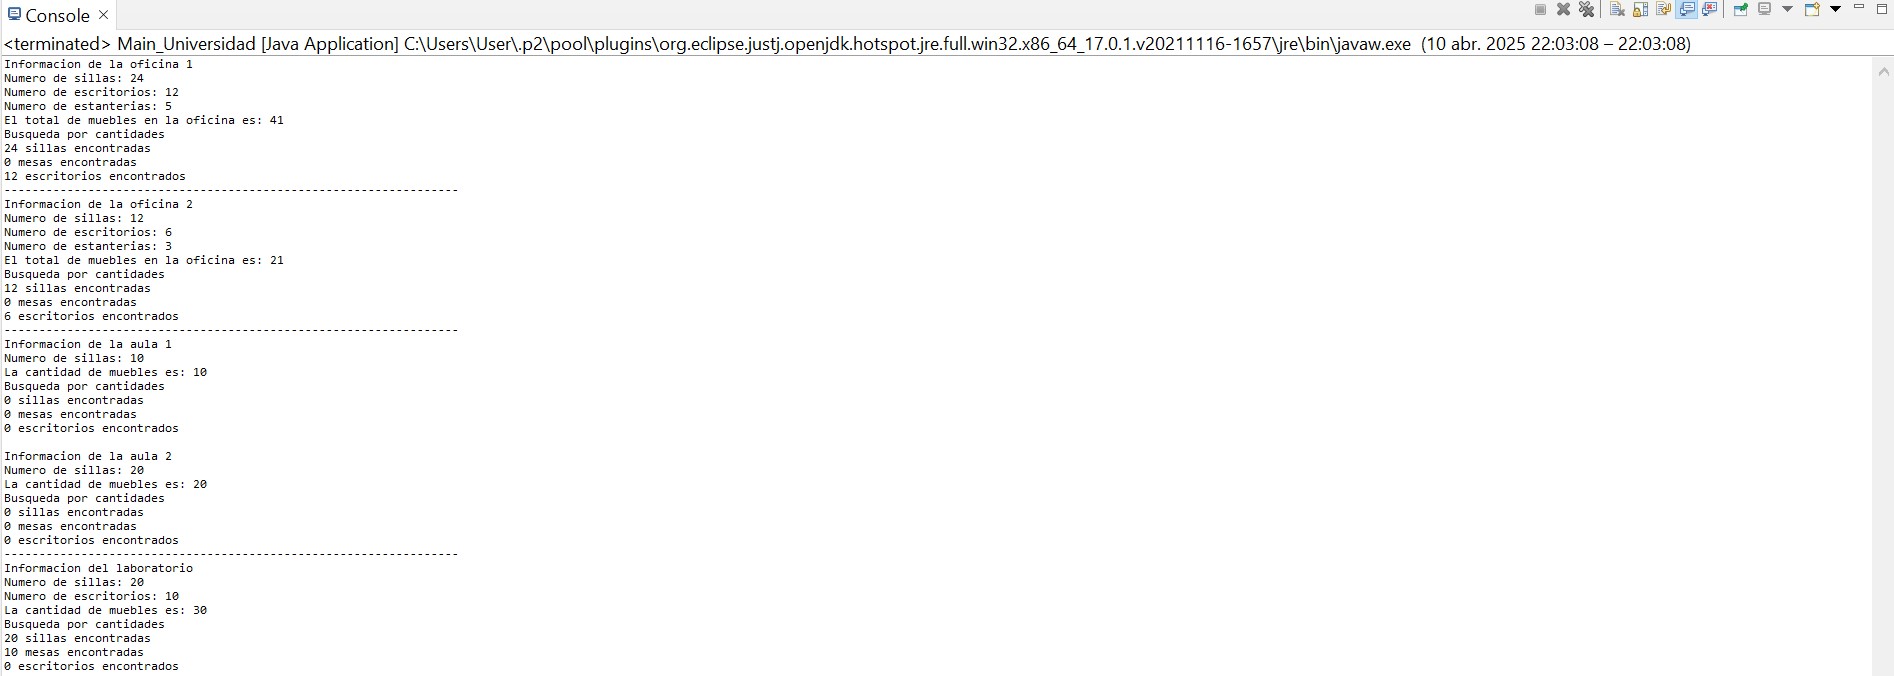 Console
<terminated> Main_Universidad [Java Application] C:\Users\User\.p2\pool\plugins\org.eclipse.justj.openjdk.hotspot.jre.full.win32.x86_64_17.0.1.v20211116-1657\jre\bin\javaw.exe (10 abr. 2025 22:03:08 – 22:03:08)
Informacion de la oficina 1
Numero de sillas: 24
Numero de escritorios: 12
Numero de estanterias: 5
El total de muebles en la oficina es: 41
Busqueda por cantidades
24 sillas encontradas
0 mesas encontradas
12 escritorios encontrados
-----------------------------------------------------------------
Informacion de la oficina 2
Numero de sillas: 12
Numero de escritorios: 6
Numero de estanterias: 3
El total de muebles en la oficina es: 21
Busqueda por cantidades
12 sillas encontradas
0 mesas encontradas
6 escritorios encontrados
-----------------------------------------------------------------
Informacion de la aula 1
Numero de sillas: 10
La cantidad de muebles es: 10
Busqueda por cantidades
0 sillas encontradas
0 mesas encontradas
0 escritorios encontrados
Informacion de la aula 2
Numero de sillas: 20
La cantidad de muebles es: 20
Busqueda por cantidades
0 sillas encontradas
0 mesas encontradas
0 escritorios encontrados
-----------------------------------------------------------------
Informacion del laboratorio
Numero de sillas: 20
Numero de escritorios: 10
La cantidad de muebles es: 30
Busqueda por cantidades
20 sillas encontradas
10 mesas encontradas
0 escritorios encontrados